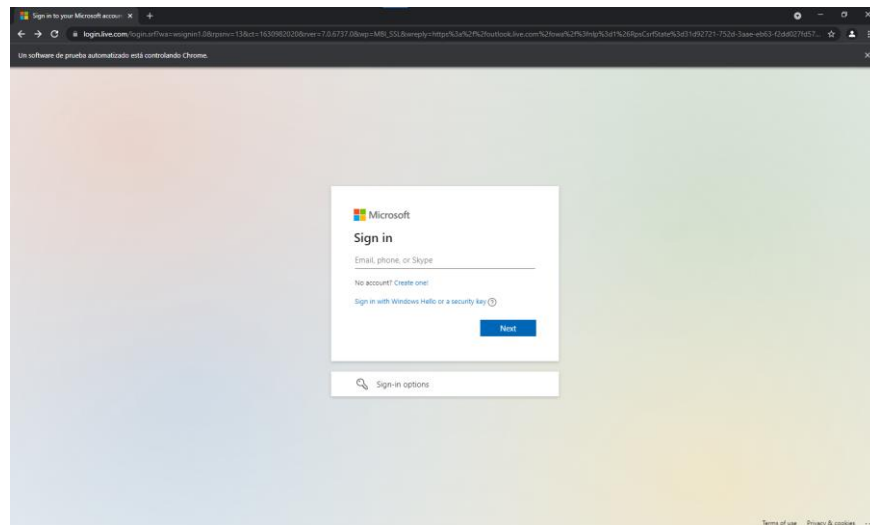 Sign in to your Microsoft accoun
Un software de prueba automatizado está controlando Chrome.
Microsoft
Sign in
Email, phone, or Skype
No account? Create one!
Sign in with Windows Hello or a security key
Next
Sign-in options
Terms of use Privacy & cookies